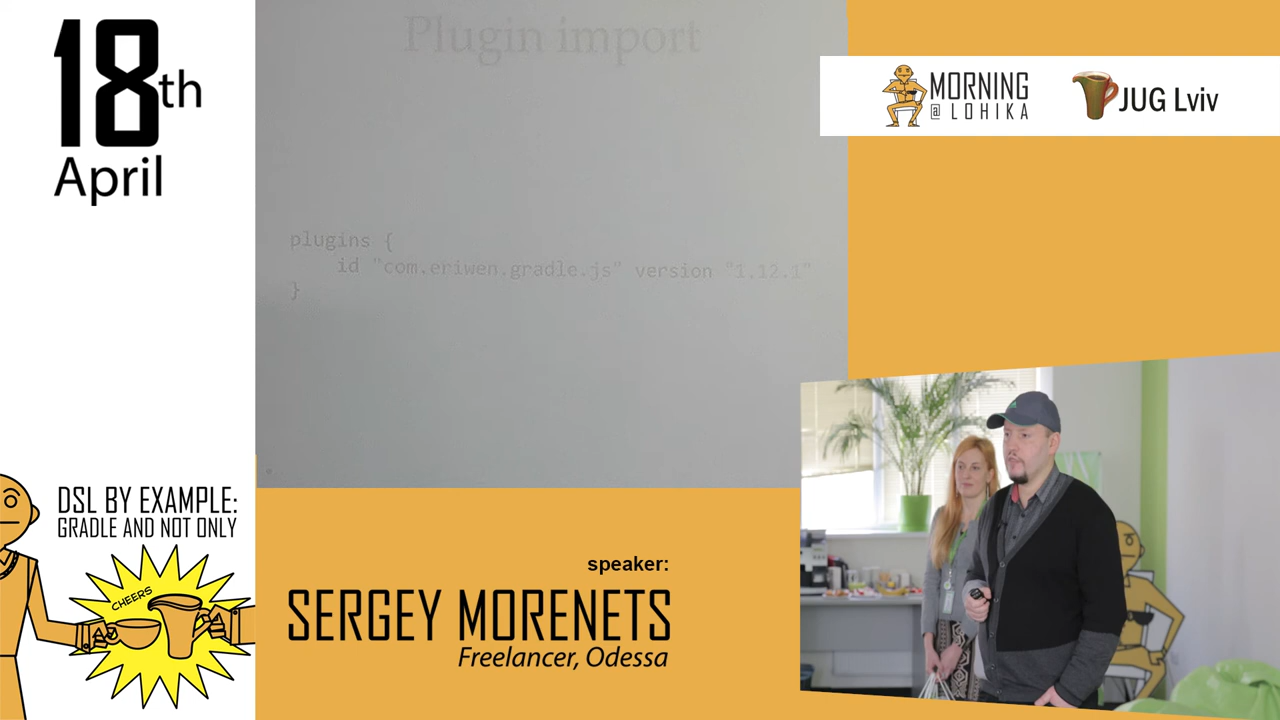 18th
April
Plugin import
plugins {
id "com.eriwen.gradle.js" version "1.12.1"
}
MORNING
@ LOHIKA
JUG Lviv
DSL BY EXAMPLE:
GRADLE AND NOT ONLY
CHEERS
speaker:
SERGEY MORENETS
Freelancer, Odessa